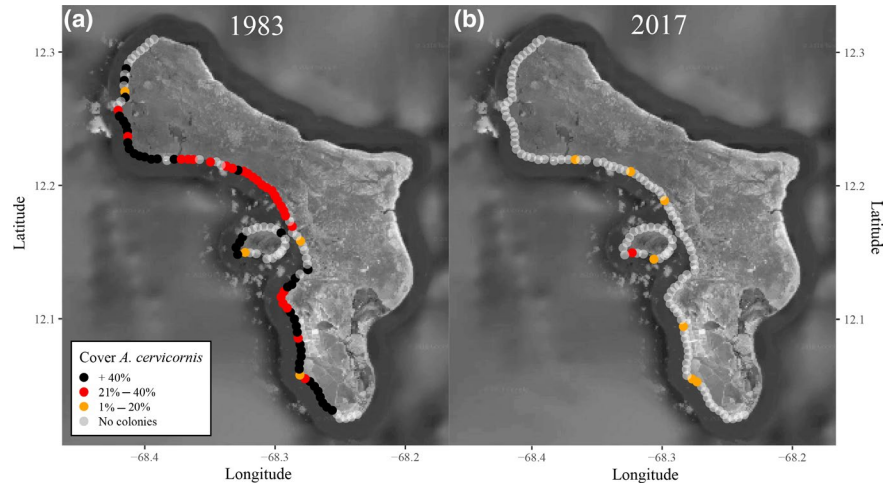 (a)
1983
(b)
2017
12.3
12.2
12.1
Latitude
Cover A. cervicornis
+ 40%
21% – 40%
1% – 20%
No colonies
−68.4
−68.3
−68.2
Longitude
−68.4
−68.3
−68.2
Longitude
12.3
12.2
12.1
Latitude